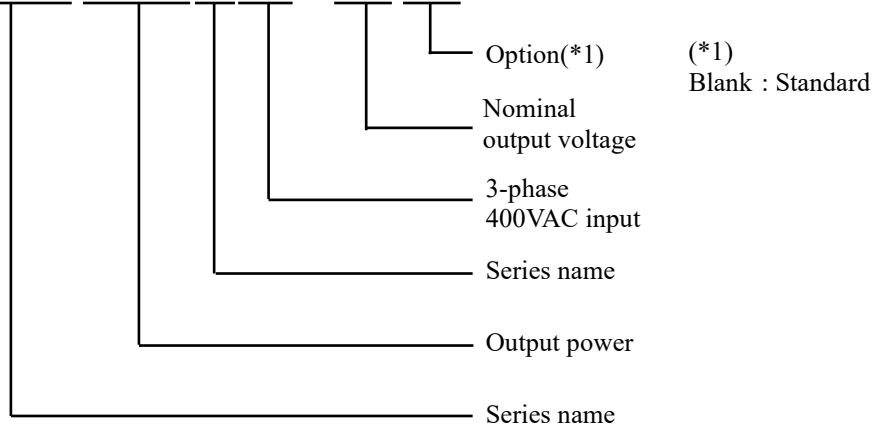 Option(*1)
(*1)
Blank : Standard
Nominal
output voltage
3-phase
400VAC input
Series name
Output power
Series name